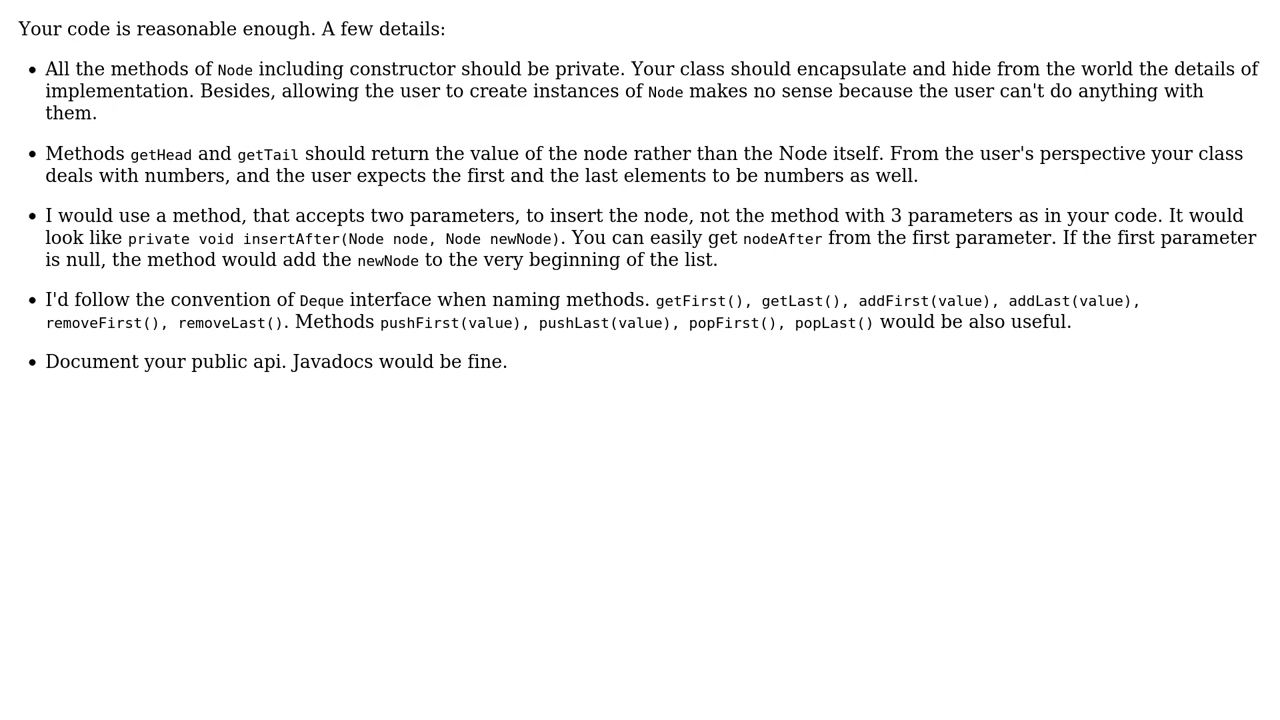 Your code is reasonable enough. A few details:
• All the methods of Node including constructor should be private. Your class should encapsulate and hide from the world the details of
implementation. Besides, allowing the user to create instances of Node makes no sense because the user can't do anything with
them.
• Methods getHead and getTail should return the value of the node rather than the Node itself. From the user's perspective your class
deals with numbers, and the user expects the first and the last elements to be numbers as well.
• I would use a method, that accepts two parameters, to insert the node, not the method with 3 parameters as in your code. It would
look like private void insertAfter(Node node, Node newNode). You can easily get nodeAfter from the first parameter. If the first parameter
is null, the method would add the newNode to the very beginning of the list.
• I'd follow the convention of Deque interface when naming methods. getFirst(), getLast(), addFirst(value), addLast(value),
removeFirst(), removeLast(). Methods pushFirst(value), pushLast(value), popFirst(), popLast() would be also useful.
• Document your public api. Javadocs would be fine.